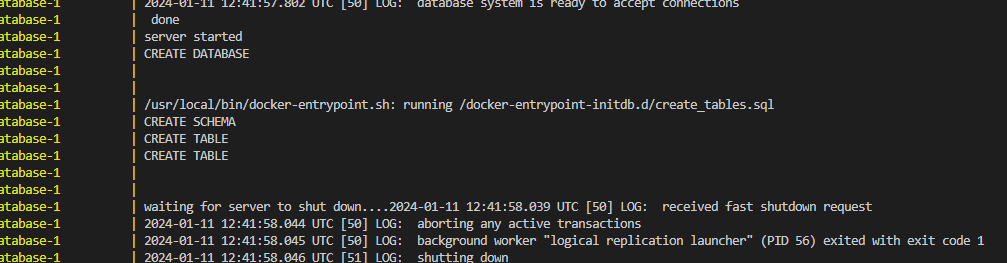 atabase-1 | 2024-01-11 12:41:57.802 UTC [50] LOG:  database system is ready to accept connections
atabase-1 |  done
atabase-1 | server started
atabase-1 | CREATE DATABASE
atabase-1 |
atabase-1 |
atabase-1 | /usr/local/bin/docker-entrypoint.sh: running /docker-entrypoint-initdb.d/create_tables.sql
atabase-1 | CREATE SCHEMA
atabase-1 | CREATE TABLE
atabase-1 | CREATE TABLE
atabase-1 |
atabase-1 |
atabase-1 | waiting for server to shut down....2024-01-11 12:41:58.039 UTC [50] LOG:  received fast shutdown request
atabase-1 | 2024-01-11 12:41:58.044 UTC [50] LOG:  aborting any active transactions
atabase-1 | 2024-01-11 12:41:58.045 UTC [50] LOG:  background worker "logical replication launcher" (PID 56) exited with exit code 1
atabase-1 | 2024-01-11 12:41:58.046 UTC [51] LOG:  shutting down